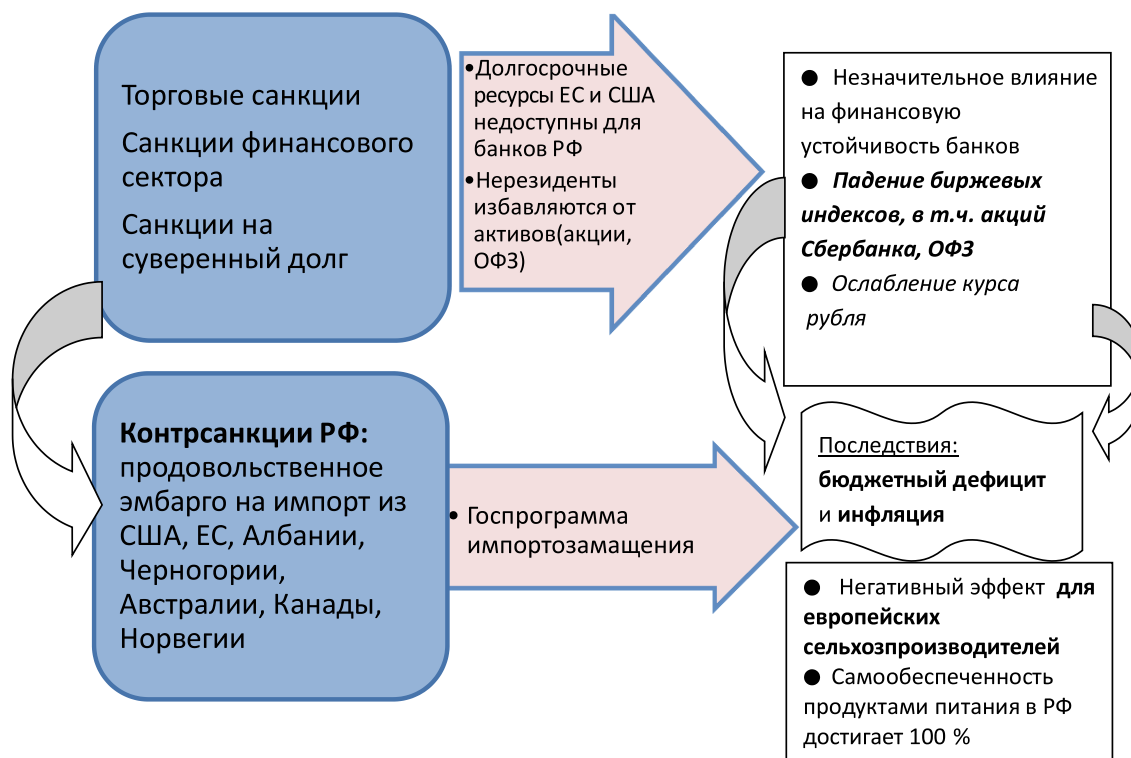 Торговые санкции
Санкции финансового
сектора
Санкции на
суверенный долг
•Долгосрочные
ресурсы ЕС и США
недоступны для
банков РФ
•Нерезиденты
избавляются от
активов(акции,
ОФЗ)
● Незначительное влияние
на финансовую
устойчивость банков
● Падение биржевых
индексов, в т.ч. акций
Сбербанка, ОФЗ
● Ослабление курса
рубля
Контрсанкции РФ:
продовольственное
эмбарго на импорт из
США, ЕС, Албании,
Черногории,
Австралии, Канады,
Норвегии
• Госпрограмма
импортозамащения
Последствия:
бюджетный дефицит
и инфляция
● Негативный эффект для
европейских
сельхозпроизводителей
● Самообеспеченность
продуктами питания в РФ
достигает 100 %